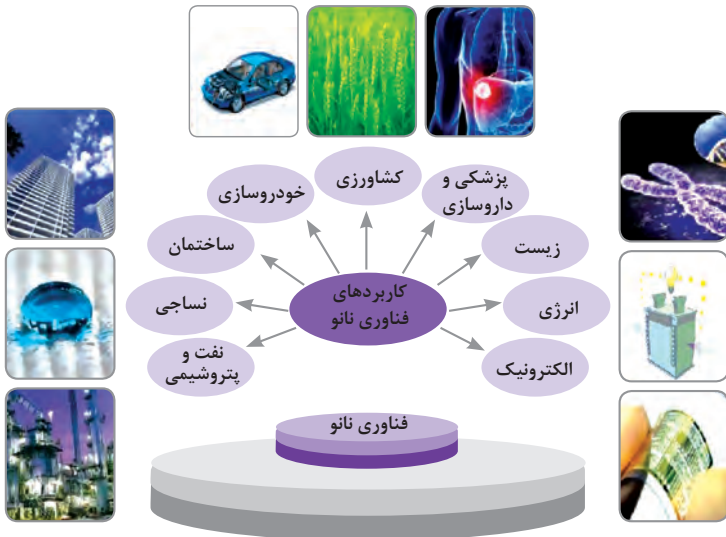 کشاورزی
پزشکی و
داروسازی
خودروسازی
زیست
ساختمان
کاربردهای
فناوری نانو
انرژی
نساجی
الکترونیک
نفت و
پتروشیمی
فناوری نانو